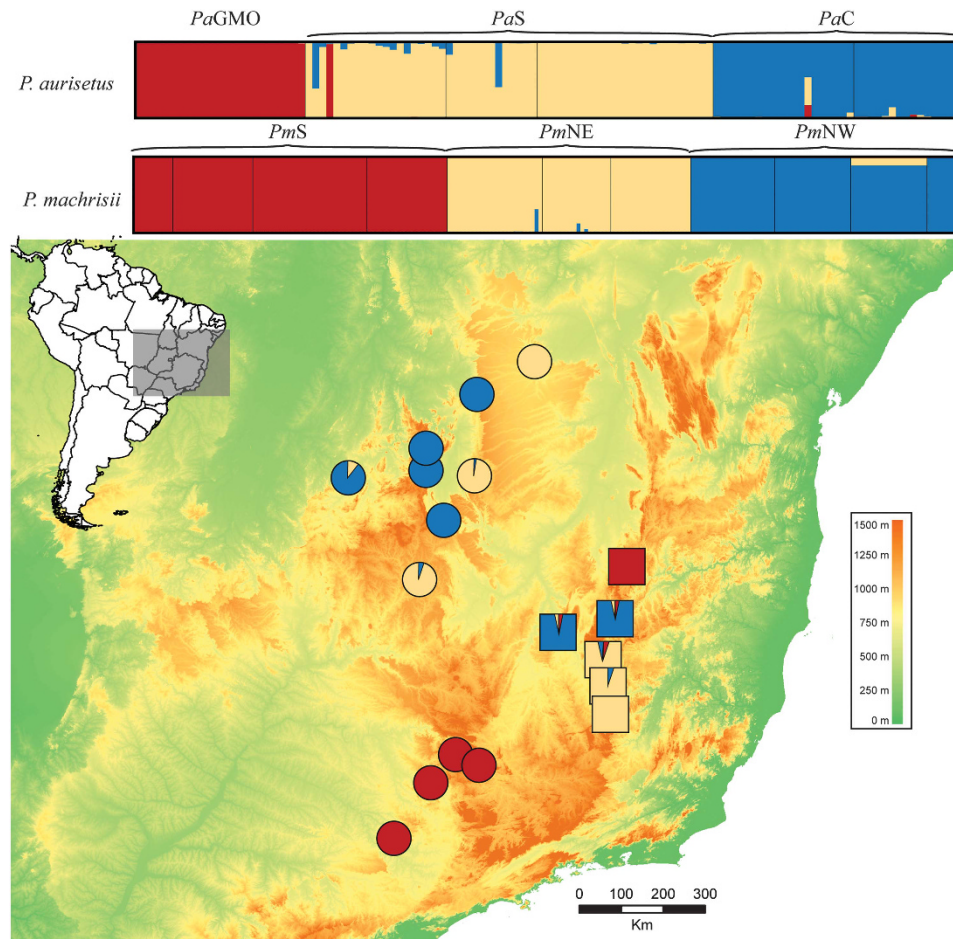 PaGMO PaS PaC
P. aurisetus
PmS PmNE PmNW
P. machrisii
1500 m
1250 m
1000 m
750 m
500 m
250 m
0 m
0 100 200 300
Km